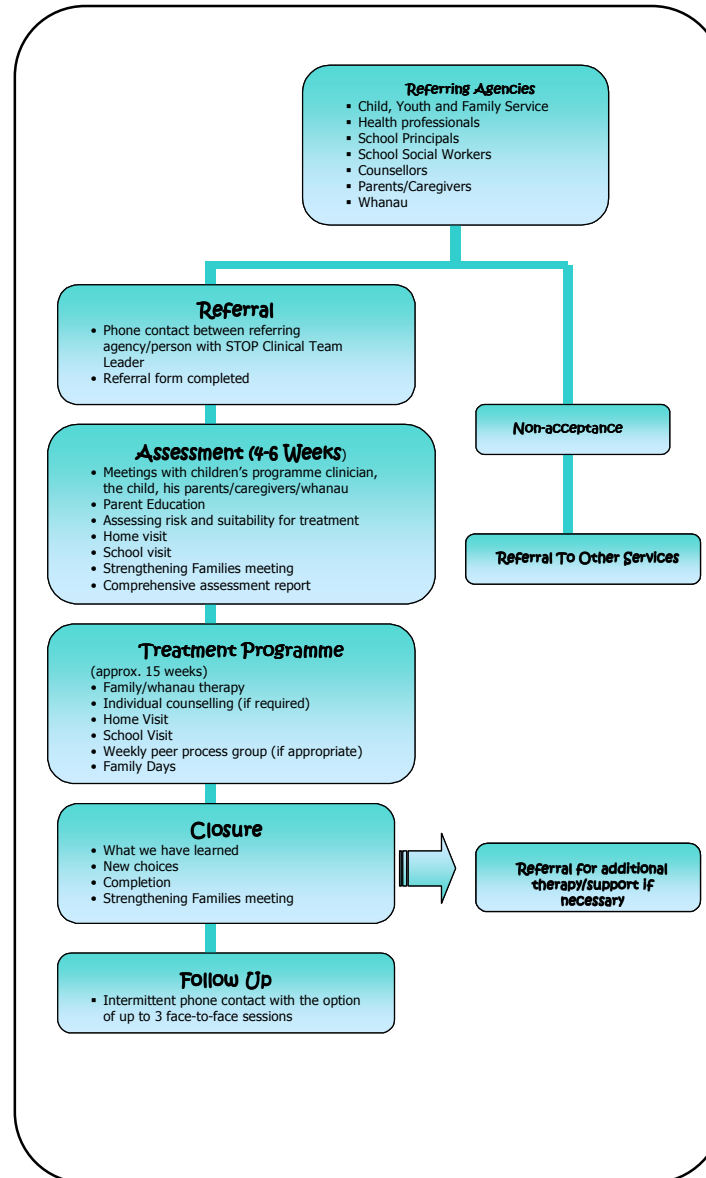 Referring Agencies
▪ Child, Youth and Family Service
▪ Health professionals
▪ School Principals
▪ School Social Workers
▪ Counsellors
▪ Parents/Caregivers
▪ Whanau
Referral
• Phone contact between referring
agency/person with STOP Clinical Team
Leader
• Referral form completed
Non-acceptance
Assessment (4-6 Weeks)
• Meetings with children's programme clinician,
the child, his parents/caregivers/whanau
• Parent Education
• Assessing risk and suitability for treatment
• Home visit
• School visit
• Strengthening Families meeting
• Comprehensive assessment report
Referral To Other Services
Treatment Programme
(approx. 15 weeks)
• Family/whanau therapy
• Individual counselling (if required)
• Home Visit
• School Visit
• Weekly peer process group (if appropriate)
• Family Days
Closure
• What we have learned
• New choices
• Completion
• Strengthening Families meeting
Referral for additional
therapy/support if
necessary
Follow Up
▪ Intermittent phone contact with the option
of up to 3 face-to-face sessions